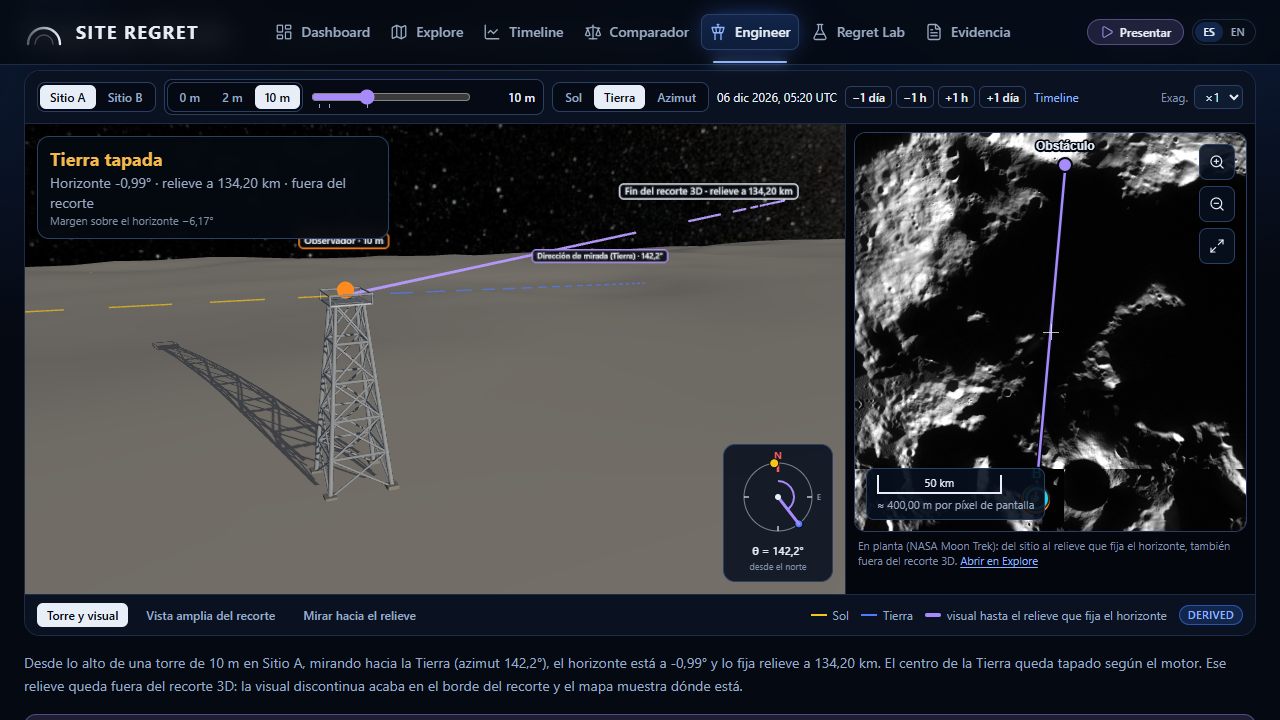 SITE REGRET
Dashboard
Explore
Timeline
Comparador
Engineer
Regret Lab
Evidencia
Presentar
ES
EN
Sitio A
Sitio B
0 m
2 m
10 m
10 m
Sol
Tierra
Azimut
06 dic 2026, 05:20 UTC
−1 día
−1 h
+1 h
+1 día
Timeline
Exag.
×1
Tierra tapada
Horizonte -0,99° · relieve a 134,20 km · fuera del
recorte
Margen sobre el horizonte −6,17°
Observador · 10 m
Fin del recorte 3D · relieve a 134,20 km
Dirección de mirada (Tierra) · 142,2°
N
E
θ = 142,2°
desde el norte
Obstáculo
50 km
≈ 400,00 m por píxel de pantalla
En planta (NASA Moon Trek): del sitio al relieve que fija el horizonte, también
fuera del recorte 3D. Abrir en Explore
Torre y visual
Vista amplia del recorte
Mirar hacia el relieve
Sol
Tierra
visual hasta el relieve que fija el horizonte
DERIVED
Desde lo alto de una torre de 10 m en Sitio A, mirando hacia la Tierra (azimut 142,2°), el horizonte está a -0,99° y lo fija relieve a 134,20 km. El centro de la Tierra queda tapado según el motor. Ese
relieve queda fuera del recorte 3D: la visual discontinua acaba en el borde del recorte y el mapa muestra dónde está.